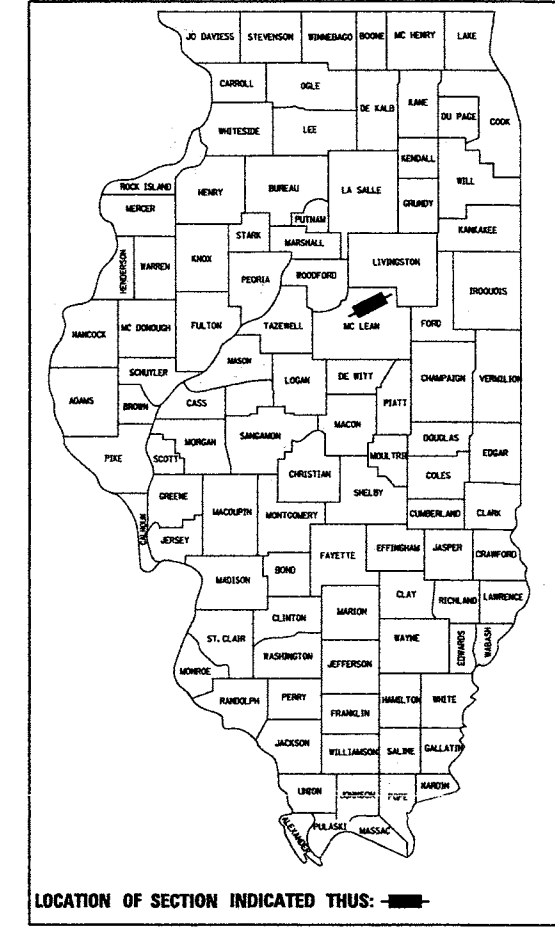 JO DAVIESS STEVENSON WINNEBAGO BOONE MC HENRY LAKE
CARROLL OGLE
DE KALB KANE
DU PAGE COOK
WHITESIDE LEE
KENDALL
ROCK ISLAND HENRY BUREAU LA SALLE WILL
MERCER GRUNDY
PUTNAM
STARK KANKAKEE
MARSHALL
HENDERSON WARREN KNOX LIVINGSTON
PEORIA WOODFORD IROQUOIS
HANCOCK MC DONOUGH FULTON TAZEWELL MC LEAN FORD
MASON
SCHUYLER DE WITT
ADAMS LOGAN CHAMPAIGN VERMILION
BROWN CASS PIATT
MACON
MORGAN SANGAMON DOUGLAS
PIKE SCOTT MOULTRIE EDGAR
CHRISTIAN COLES
GREENE SHELBY
CALHOUN MACOUPIN MONTGOMERY CUMBERLAND CLARK
JERSEY
FAYETTE EFFINGHAM JASPER CRAWFORD
MADISON BOND
CLAY RICHLAND LAWRENCE
CLINTON MARION
ST. CLAIR WAYNE EDWARDS WABASH
WASHINGTON JEFFERSON
MONROE
RANDOLPH PERRY HAMILTON WHITE
FRANKLIN
JACKSON WILLIAMSON SALINE GALLATIN
UNION HARDIN
ALEXANDER PULASKI MASSAC
LOCATION OF SECTION INDICATED THUS: